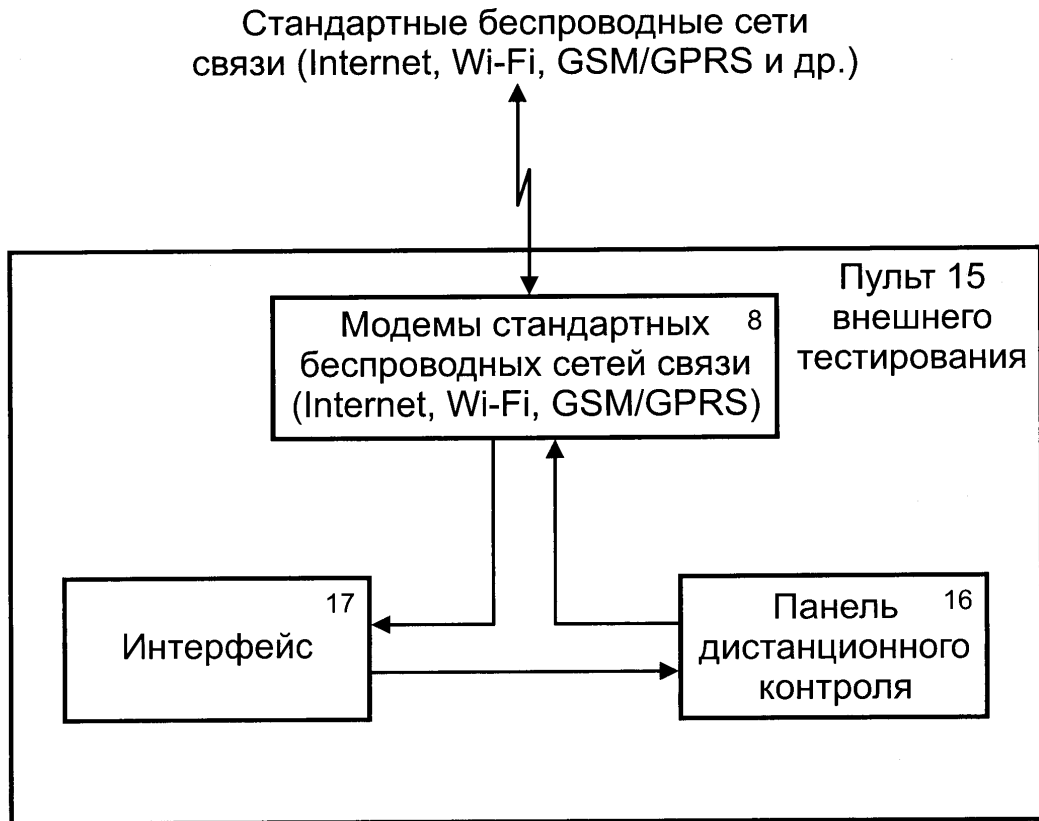 Стандартные беспроводные сети
связи (Internet, Wi-Fi, GSM/GPRS и др.)
Пульт 15
внешнего
тестирования
Модемы стандартных 8
беспроводных сетей связи
(Internet, Wi-Fi, GSM/GPRS)
17
Интерфейс
Панель 16
дистанционного
контроля